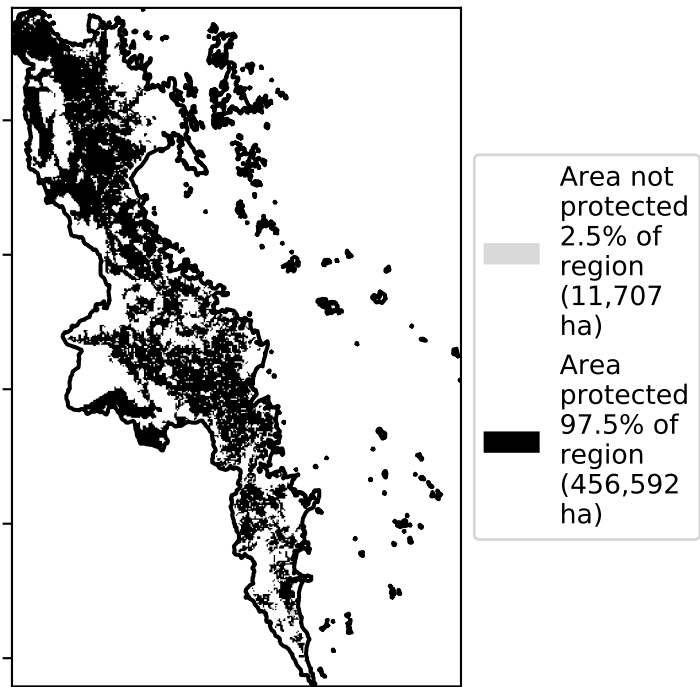 Area not
protected
2.5% of
region
(11,707
ha)
Area
protected
97.5% of
region
(456,592
ha)